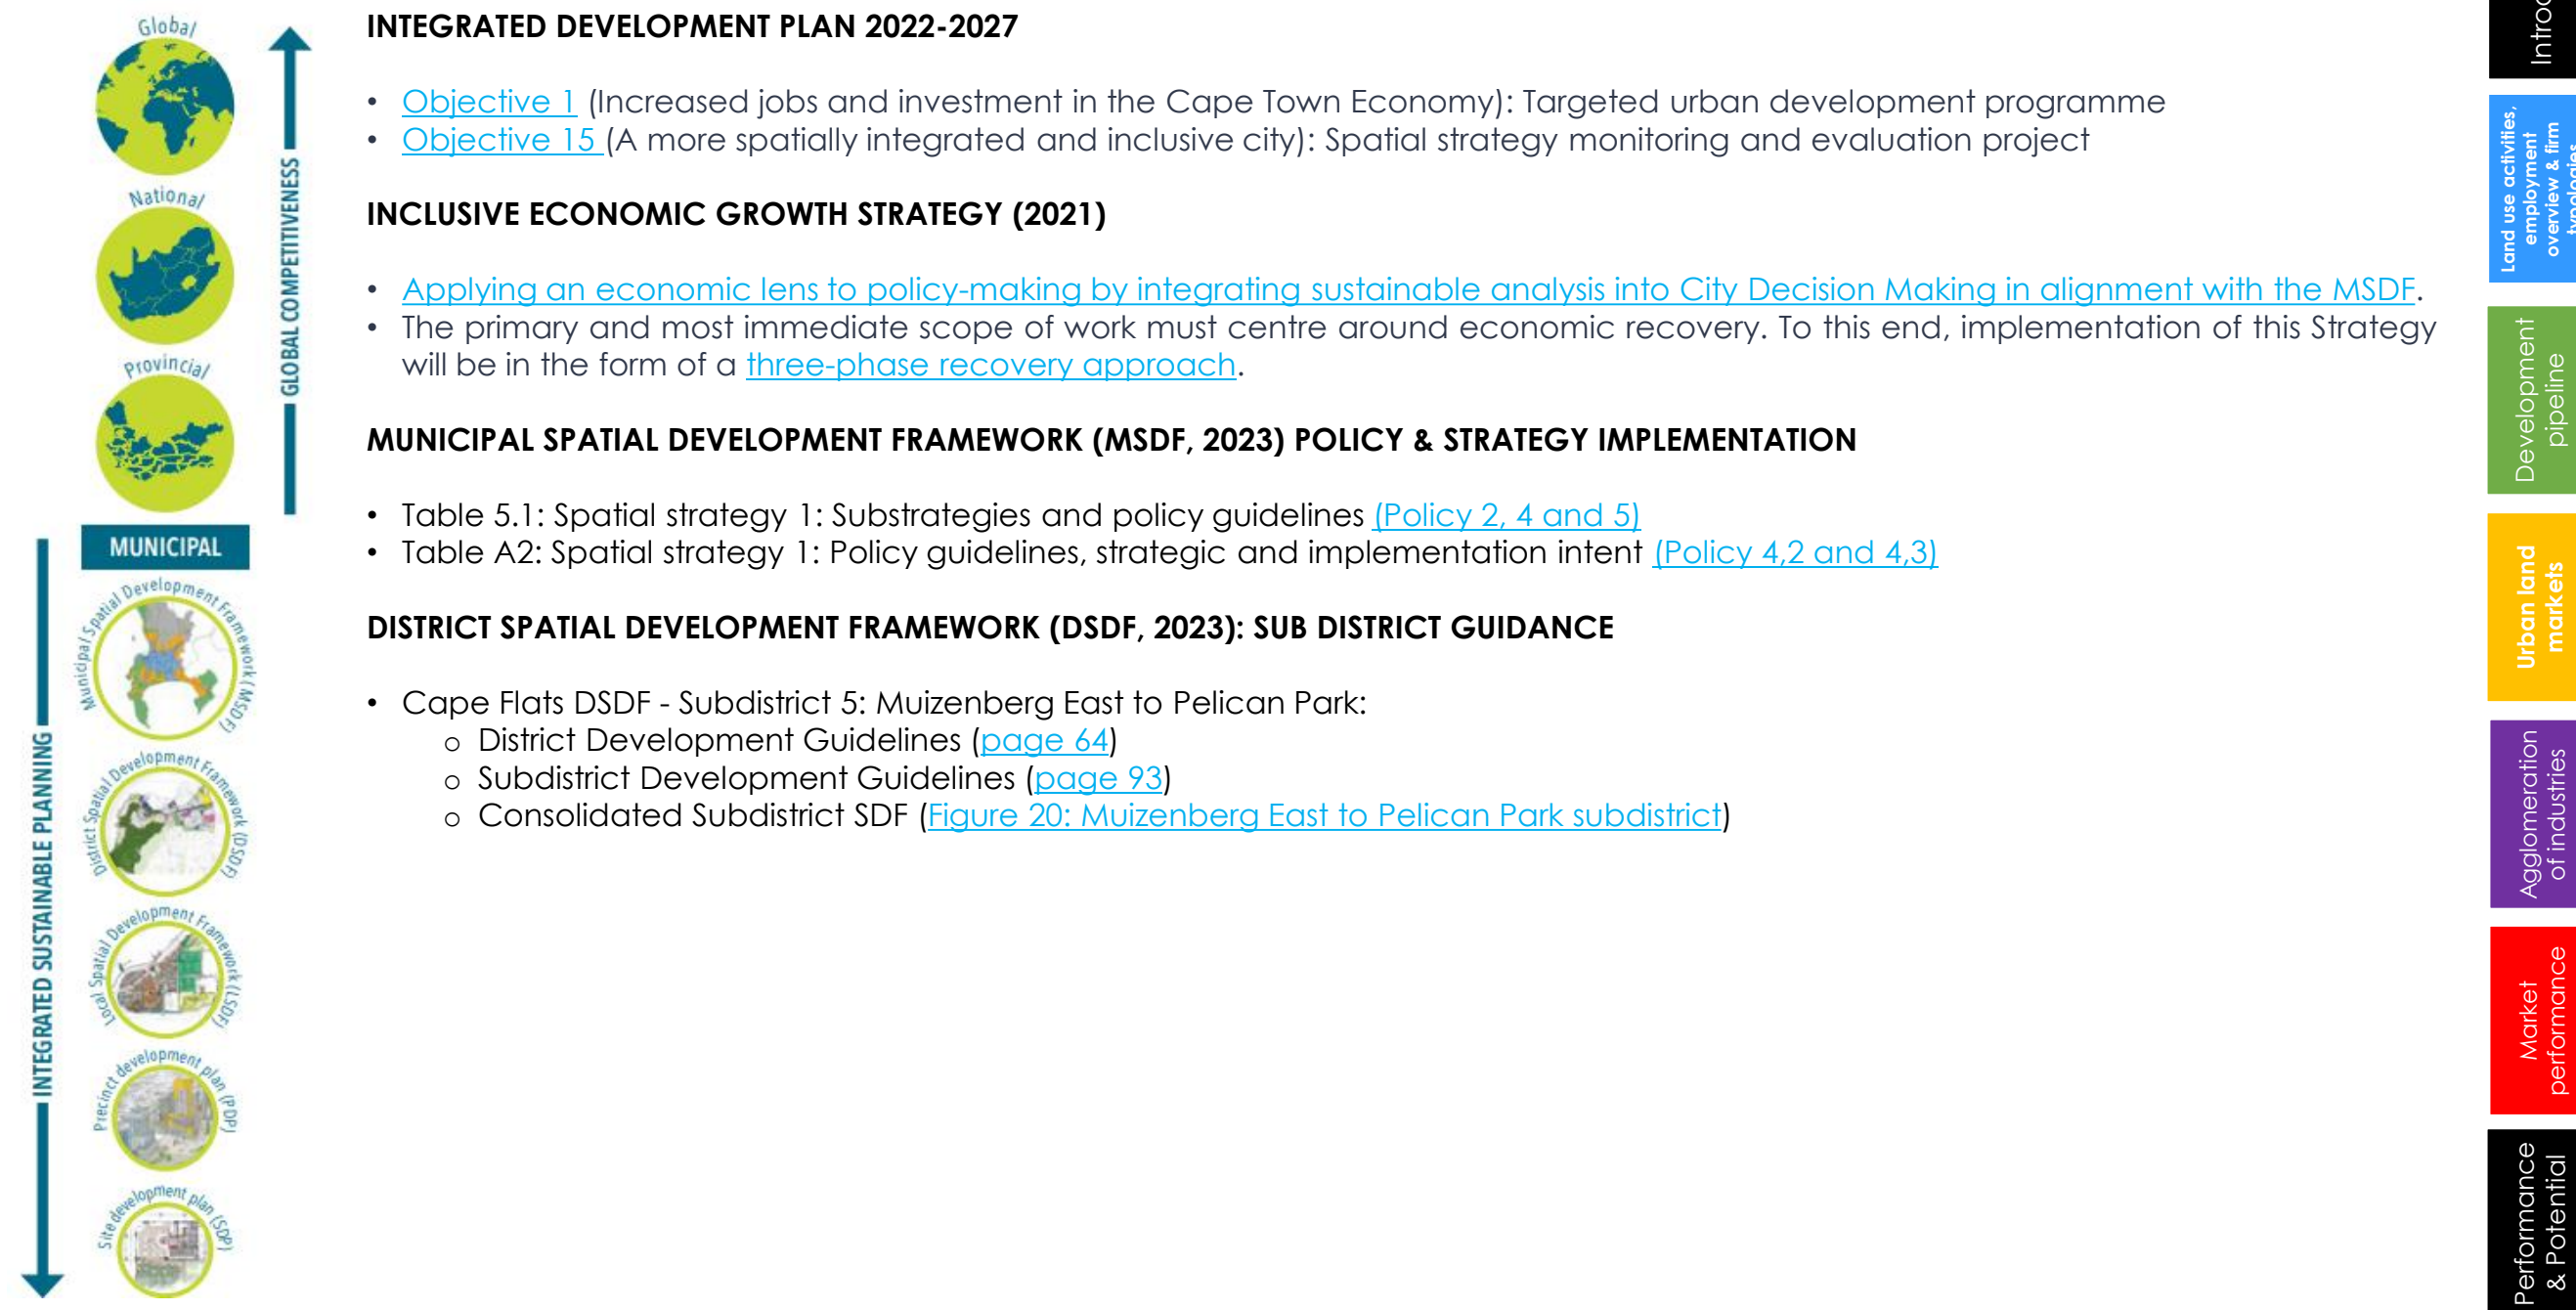 Global
National
Provincial
GLOBAL COMPETITIVENESS
MUNICIPAL
Municipal Spatial Development Framework (MSDF)
District Spatial Development Framework (DSDF)
Local Spatial Development Framework (LSDF)
Precinct development plan (PDP)
Site development plan (SDP)
INTEGRATED SUSTAINABLE PLANNING
INTEGRATED DEVELOPMENT PLAN 2022-2027
• Objective 1 (Increased jobs and investment in the Cape Town Economy): Targeted urban development programme
• Objective 15 (A more spatially integrated and inclusive city): Spatial strategy monitoring and evaluation project
INCLUSIVE ECONOMIC GROWTH STRATEGY (2021)
• Applying an economic lens to policy-making by integrating sustainable analysis into City Decision Making in alignment with the MSDF.
• The primary and most immediate scope of work must centre around economic recovery. To this end, implementation of this Strategy
will be in the form of a three-phase recovery approach.
MUNICIPAL SPATIAL DEVELOPMENT FRAMEWORK (MSDF, 2023) POLICY & STRATEGY IMPLEMENTATION
• Table 5.1: Spatial strategy 1: Substrategies and policy guidelines (Policy 2, 4 and 5)
• Table A2: Spatial strategy 1: Policy guidelines, strategic and implementation intent (Policy 4,2 and 4,3)
DISTRICT SPATIAL DEVELOPMENT FRAMEWORK (DSDF, 2023): SUB DISTRICT GUIDANCE
• Cape Flats DSDF - Subdistrict 5: Muizenberg East to Pelican Park:
o District Development Guidelines (page 64)
o Subdistrict Development Guidelines (page 93)
o Consolidated Subdistrict SDF (Figure 20: Muizenberg East to Pelican Park subdistrict)
Land use activities,
employment
overview & firm
typologies
Development
pipeline
Urban land
markets
Agglomeration
of industries
Market
performance
Performance
& Potential